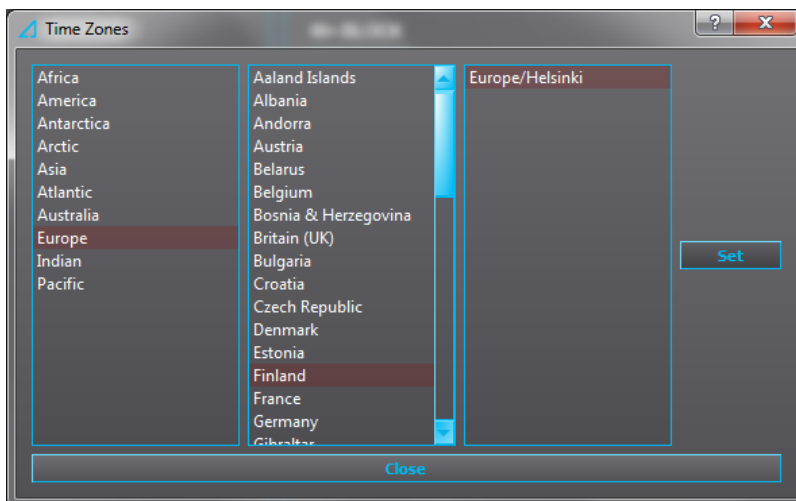 Time Zones
?
X
Africa
America
Antarctica
Arctic
Asia
Atlantic
Australia
Europe
Indian
Pacific
Aaland Islands
Albania
Andorra
Austria
Belarus
Belgium
Bosnia & Herzegovina
Britain (UK)
Bulgaria
Croatia
Czech Republic
Denmark
Estonia
Finland
France
Germany
Gibraltar
Europe/Helsinki
Set
Close